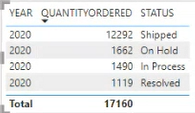 YEAR QUANTITYORDERED STATUS
2020 12292 Shipped
2020 1662 On Hold
2020 1490 In Process
2020 1119 Resolved
Total 17160